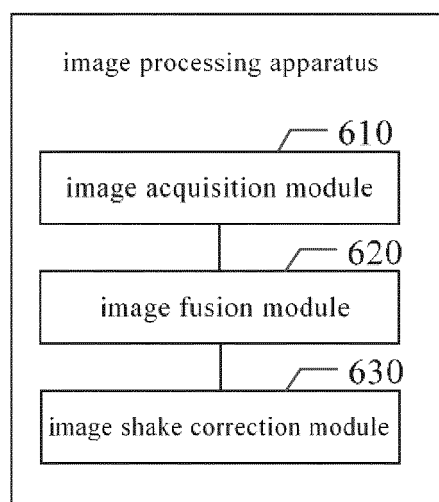 image processing apparatus
610
image acquisition module
620
image fusion module
630
image shake correction module